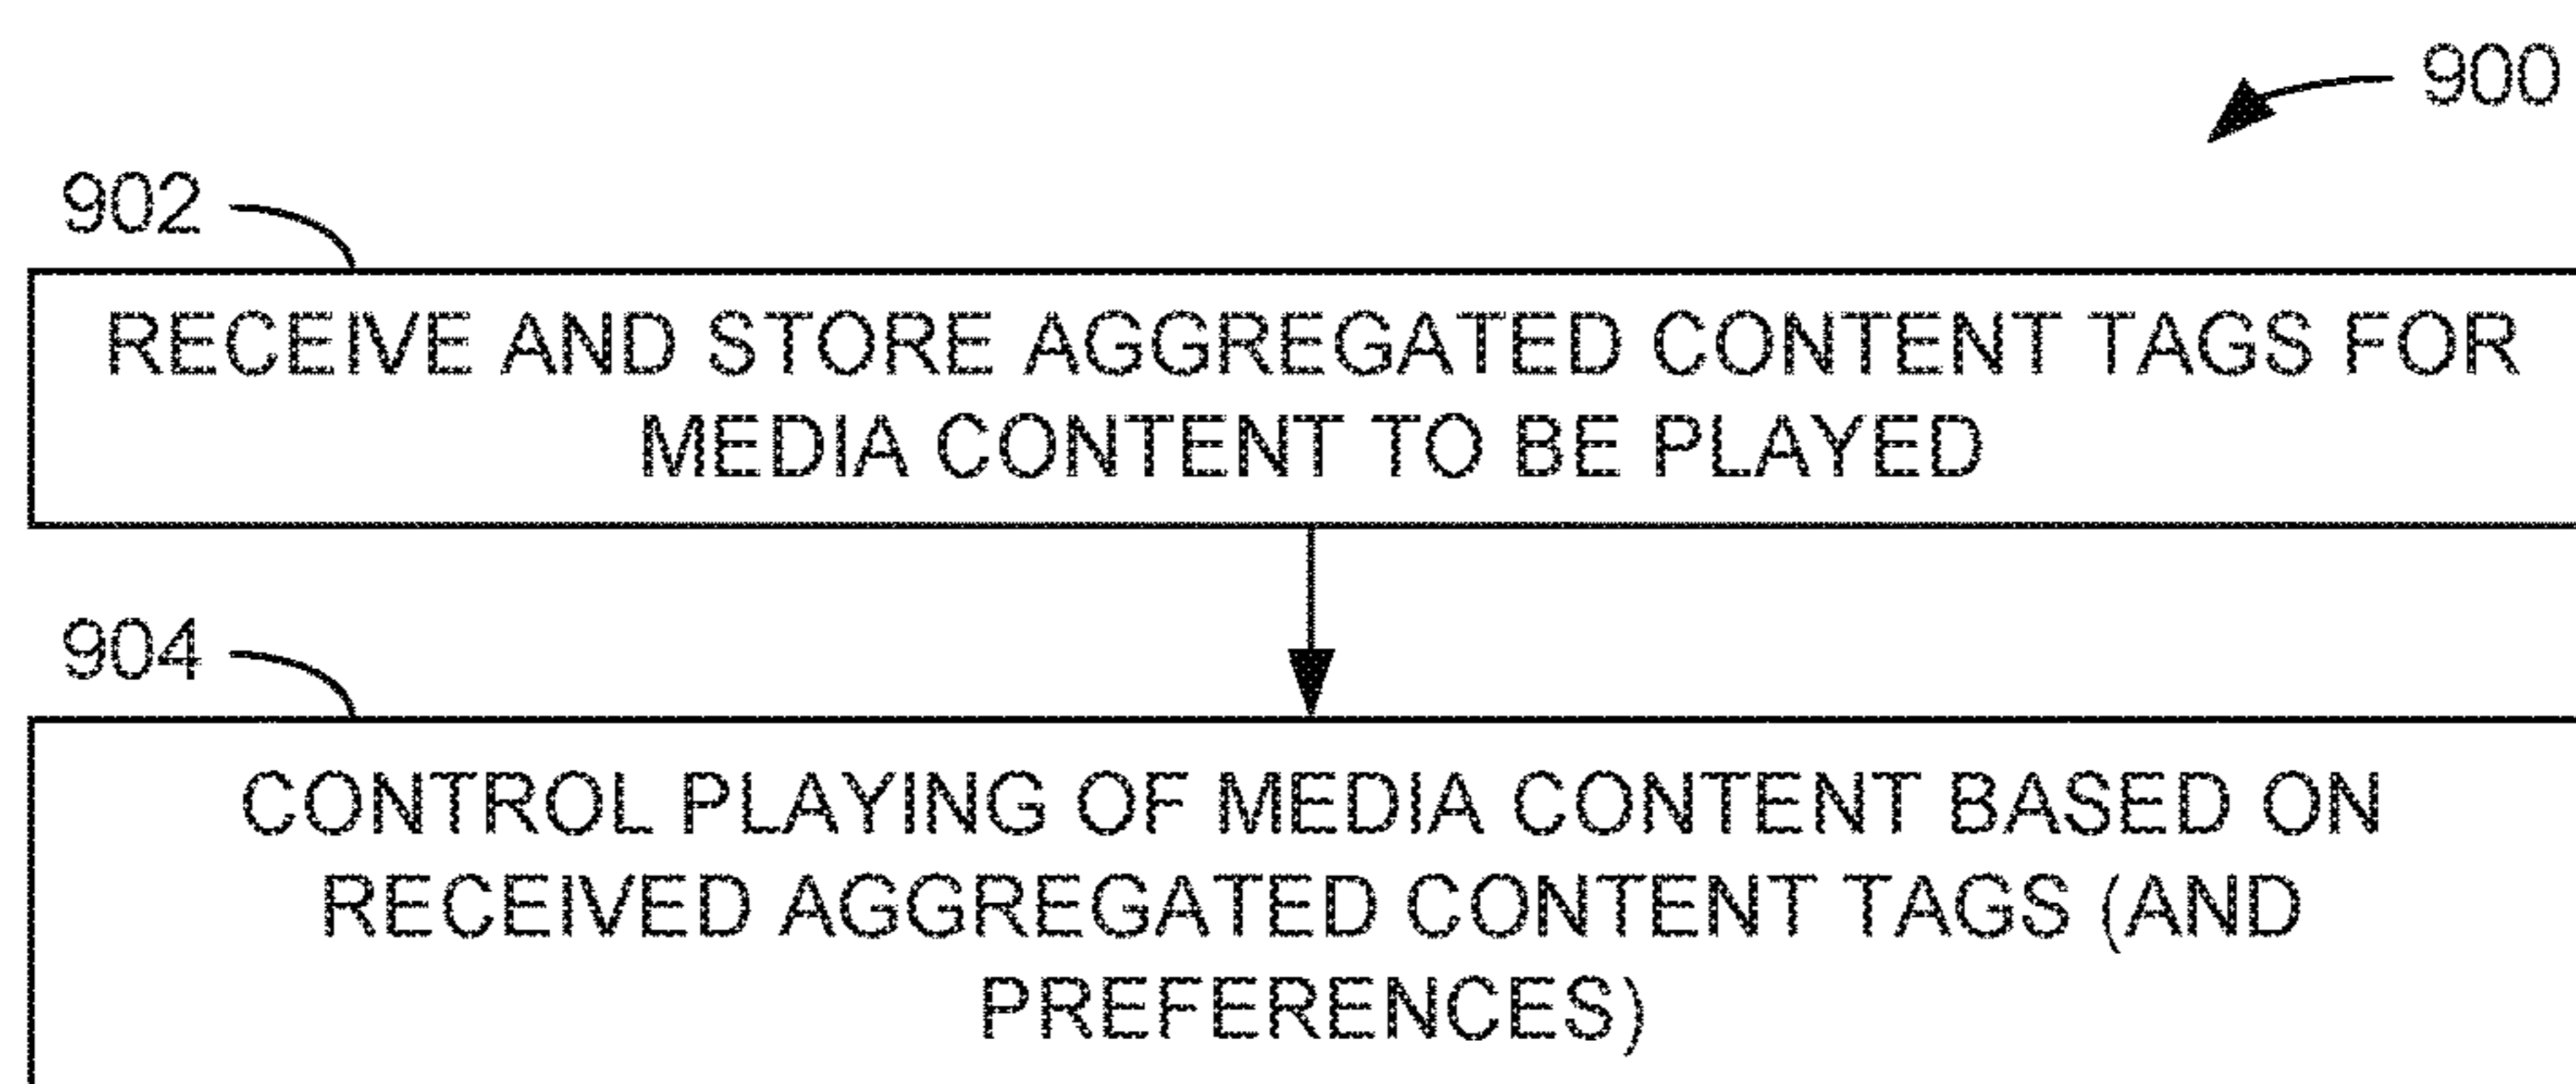 900
902
RECEIVE AND STORE AGGREGATED CONTENT TAGS FOR
MEDIA CONTENT TO BE PLAYED
904
CONTROL PLAYING OF MEDIA CONTENT BASED ON
RECEIVED AGGREGATED CONTENT TAGS (AND
PREFERENCES)